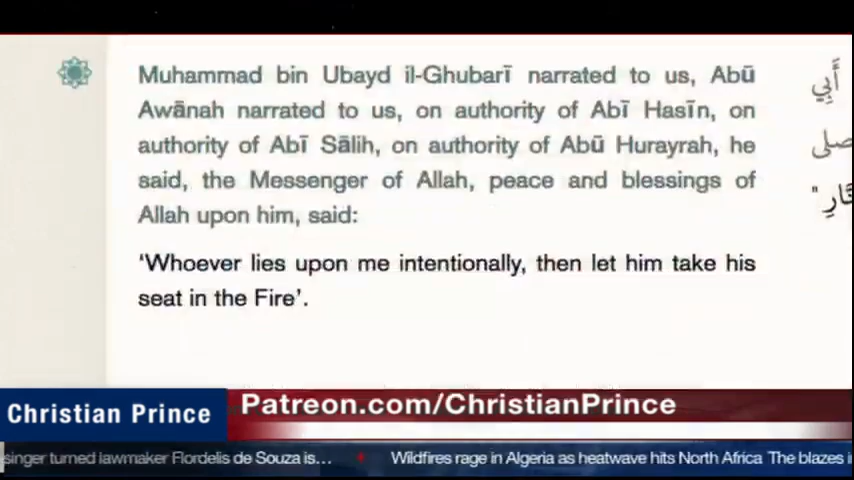 Muhammad bin Ubayd il-Ghubarī narrated to us, Abū
Awānah narrated to us, on authority of Abī Hasīn, on
authority of Abī Sālih, on authority of Abū Hurayrah, he
said, the Messenger of Allah, peace and blessings of
Allah upon him, said:
‘Whoever lies upon me intentionally, then let him take his
seat in the Fire’.
أَبِي
صلى
Christian Prince
Patreon.com/ChristianPrince
singer turned lawmaker Flordelis de Souza is... Wildfires rage in Algeria as heatwave hits North Africa The blazes i